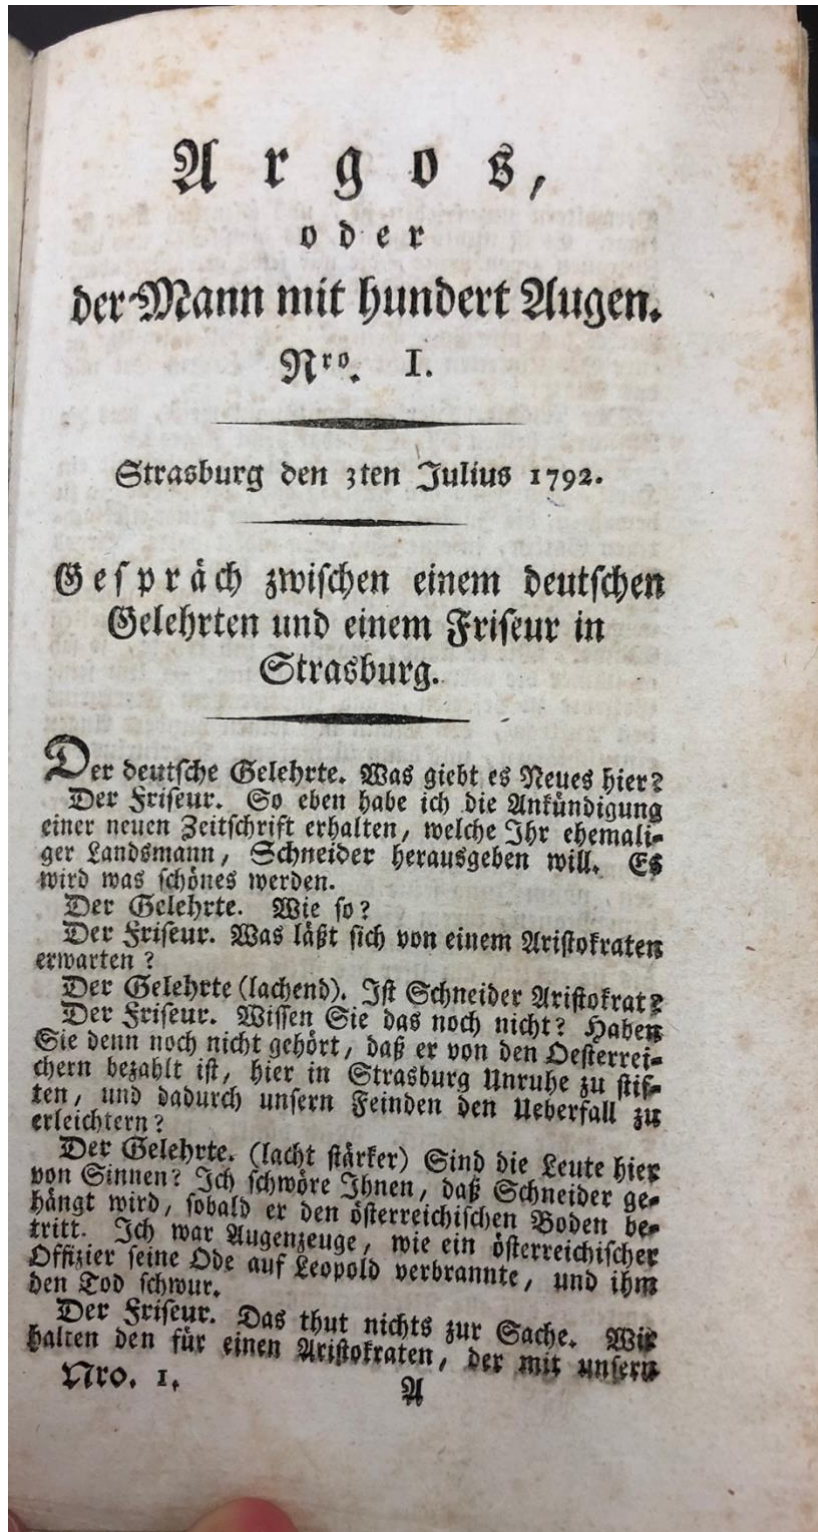 Argos,
oder
der Mann mit hundert Augen.
Nro. I.
Strasburg den 3ten Julius 1792.
Gespräch zwischen einem deutschen
Gelehrten und einem Friseur in
Strasburg.
Der deutsche Gelehrte. Was giebt es Neues hier?
Der Friseur. So eben habe ich die Ankündigung
einer neuen Zeitschrift erhalten, welche Ihr ehemali-
ger Landsmann, Schneider herausgeben will. Es
wird was schönes werden.
Der Gelehrte. Wie so?
Der Friseur. Was läßt sich von einem Aristokraten
erwarten?
Der Gelehrte (lachend). Ist Schneider Aristokrat?
Der Friseur. Wissen Sie das noch nicht? Haben
Sie denn noch nicht gehört, daß er von den Oesterrei-
chern bezahlt ist, hier in Strasburg Unruhe zu stif-
ten, und dadurch unsern Feinden den Ueberfall zu
erleichtern?
Der Gelehrte. (lacht stärker) Sind die Leute hier
von Sinnen? Ich schwöre Ihnen, daß Schneider ge-
hängt wird, sobald er den österreichischen Boden be-
tritt. Ich war Augenzeuge, wie ein österreichischer
Offizier seine Ode auf Leopold verbrannte, und ihm
den Tod schwur.
Der Friseur. Das thut nichts zur Sache. Wir
halten den für einen Aristokraten, der mit unsern
Nro. 1. A